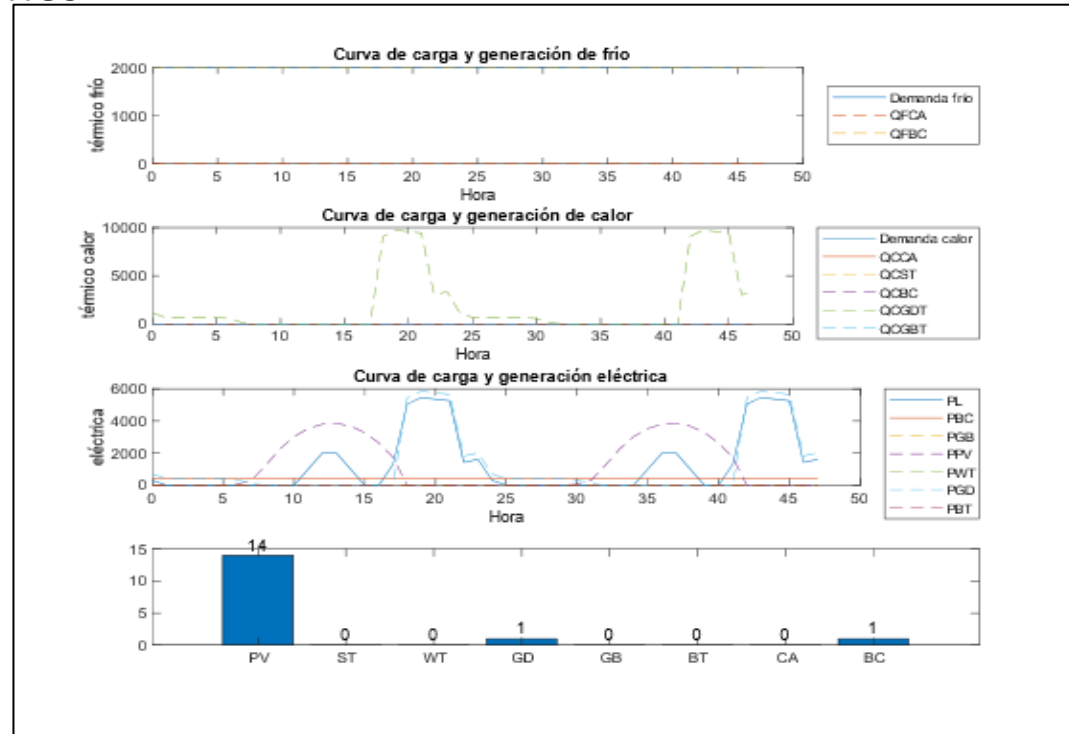 Curva de carga y generación de frío
térmico frío
2000
1000
0
0 5 10 15 20 25 30 35 40 45 50
Hora
Demanda frío
QFCA
QFBC
Curva de carga y generación de calor
térmico calor
10000
5000
0
0 5 10 15 20 25 30 35 40 45 50
Hora
Demanda calor
QCCA
QCST
QCBC
QCGDT
QCGBT
Curva de carga y generación eléctrica
eléctrica
6000
4000
2000
0
0 5 10 15 20 25 30 35 40 45 50
Hora
PL
PBC
PGB
PPV
PWT
PGD
PBT
15
10
5
0
14 0 0 1 0 0 0 1
PV ST WT GD GB BT CA BC